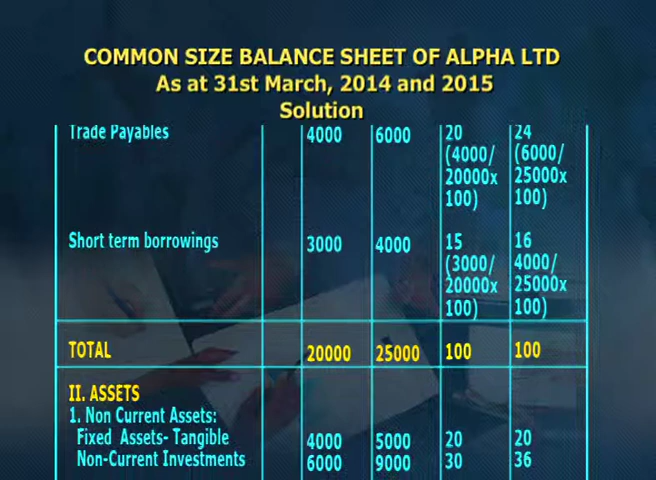 COMMON SIZE BALANCE SHEET OF ALPHA LTD
As at 31st March, 2014 and 2015
Solution
Trade Payables 4000 6000 20 24
(4000/ (6000/
20000x 25000x
100) 100)
Short term borrowings 3000 4000 15 16
(3000/ 4000/
20000x 25000x
100) 100)
TOTAL 20000 25000 100 100
II. ASSETS
1. Non Current Assets:
Fixed Assets- Tangible 4000 5000 20 20
Non-Current Investments 6000 9000 30 36